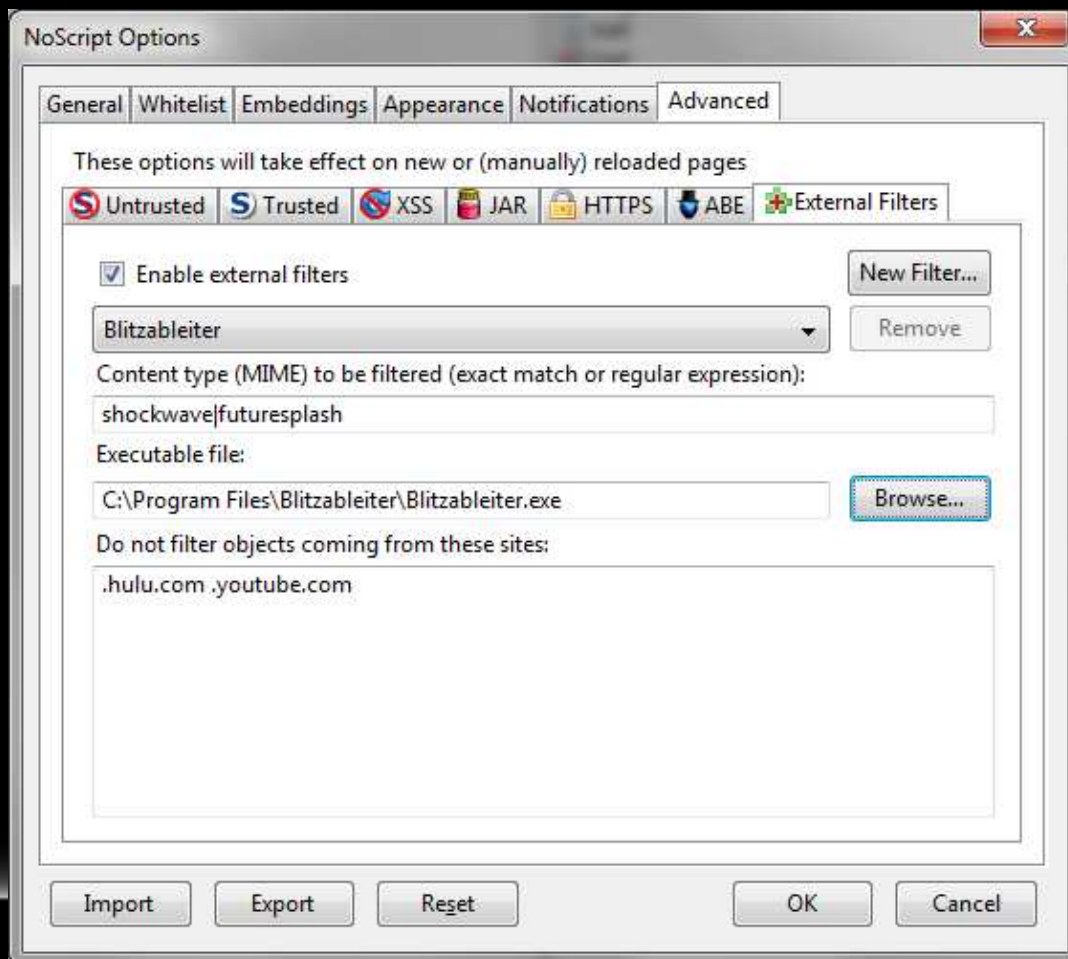 NoScript Options
General Whitelist Embeddings Appearance Notifications Advanced
These options will take effect on new or (manually) reloaded pages
Untrusted Trusted XSS JAR HTTPS ABE External Filters
Enable external filters New Filter...
Blitzableiter Remove
Content type (MIME) to be filtered (exact match or regular expression):
shockwave|futuresplash
Executable file:
C:\Program Files\Blitzableiter\Blitzableiter.exe Browse...
Do not filter objects coming from these sites:
.hulu.com .youtube.com
Import Export Reset OK Cancel